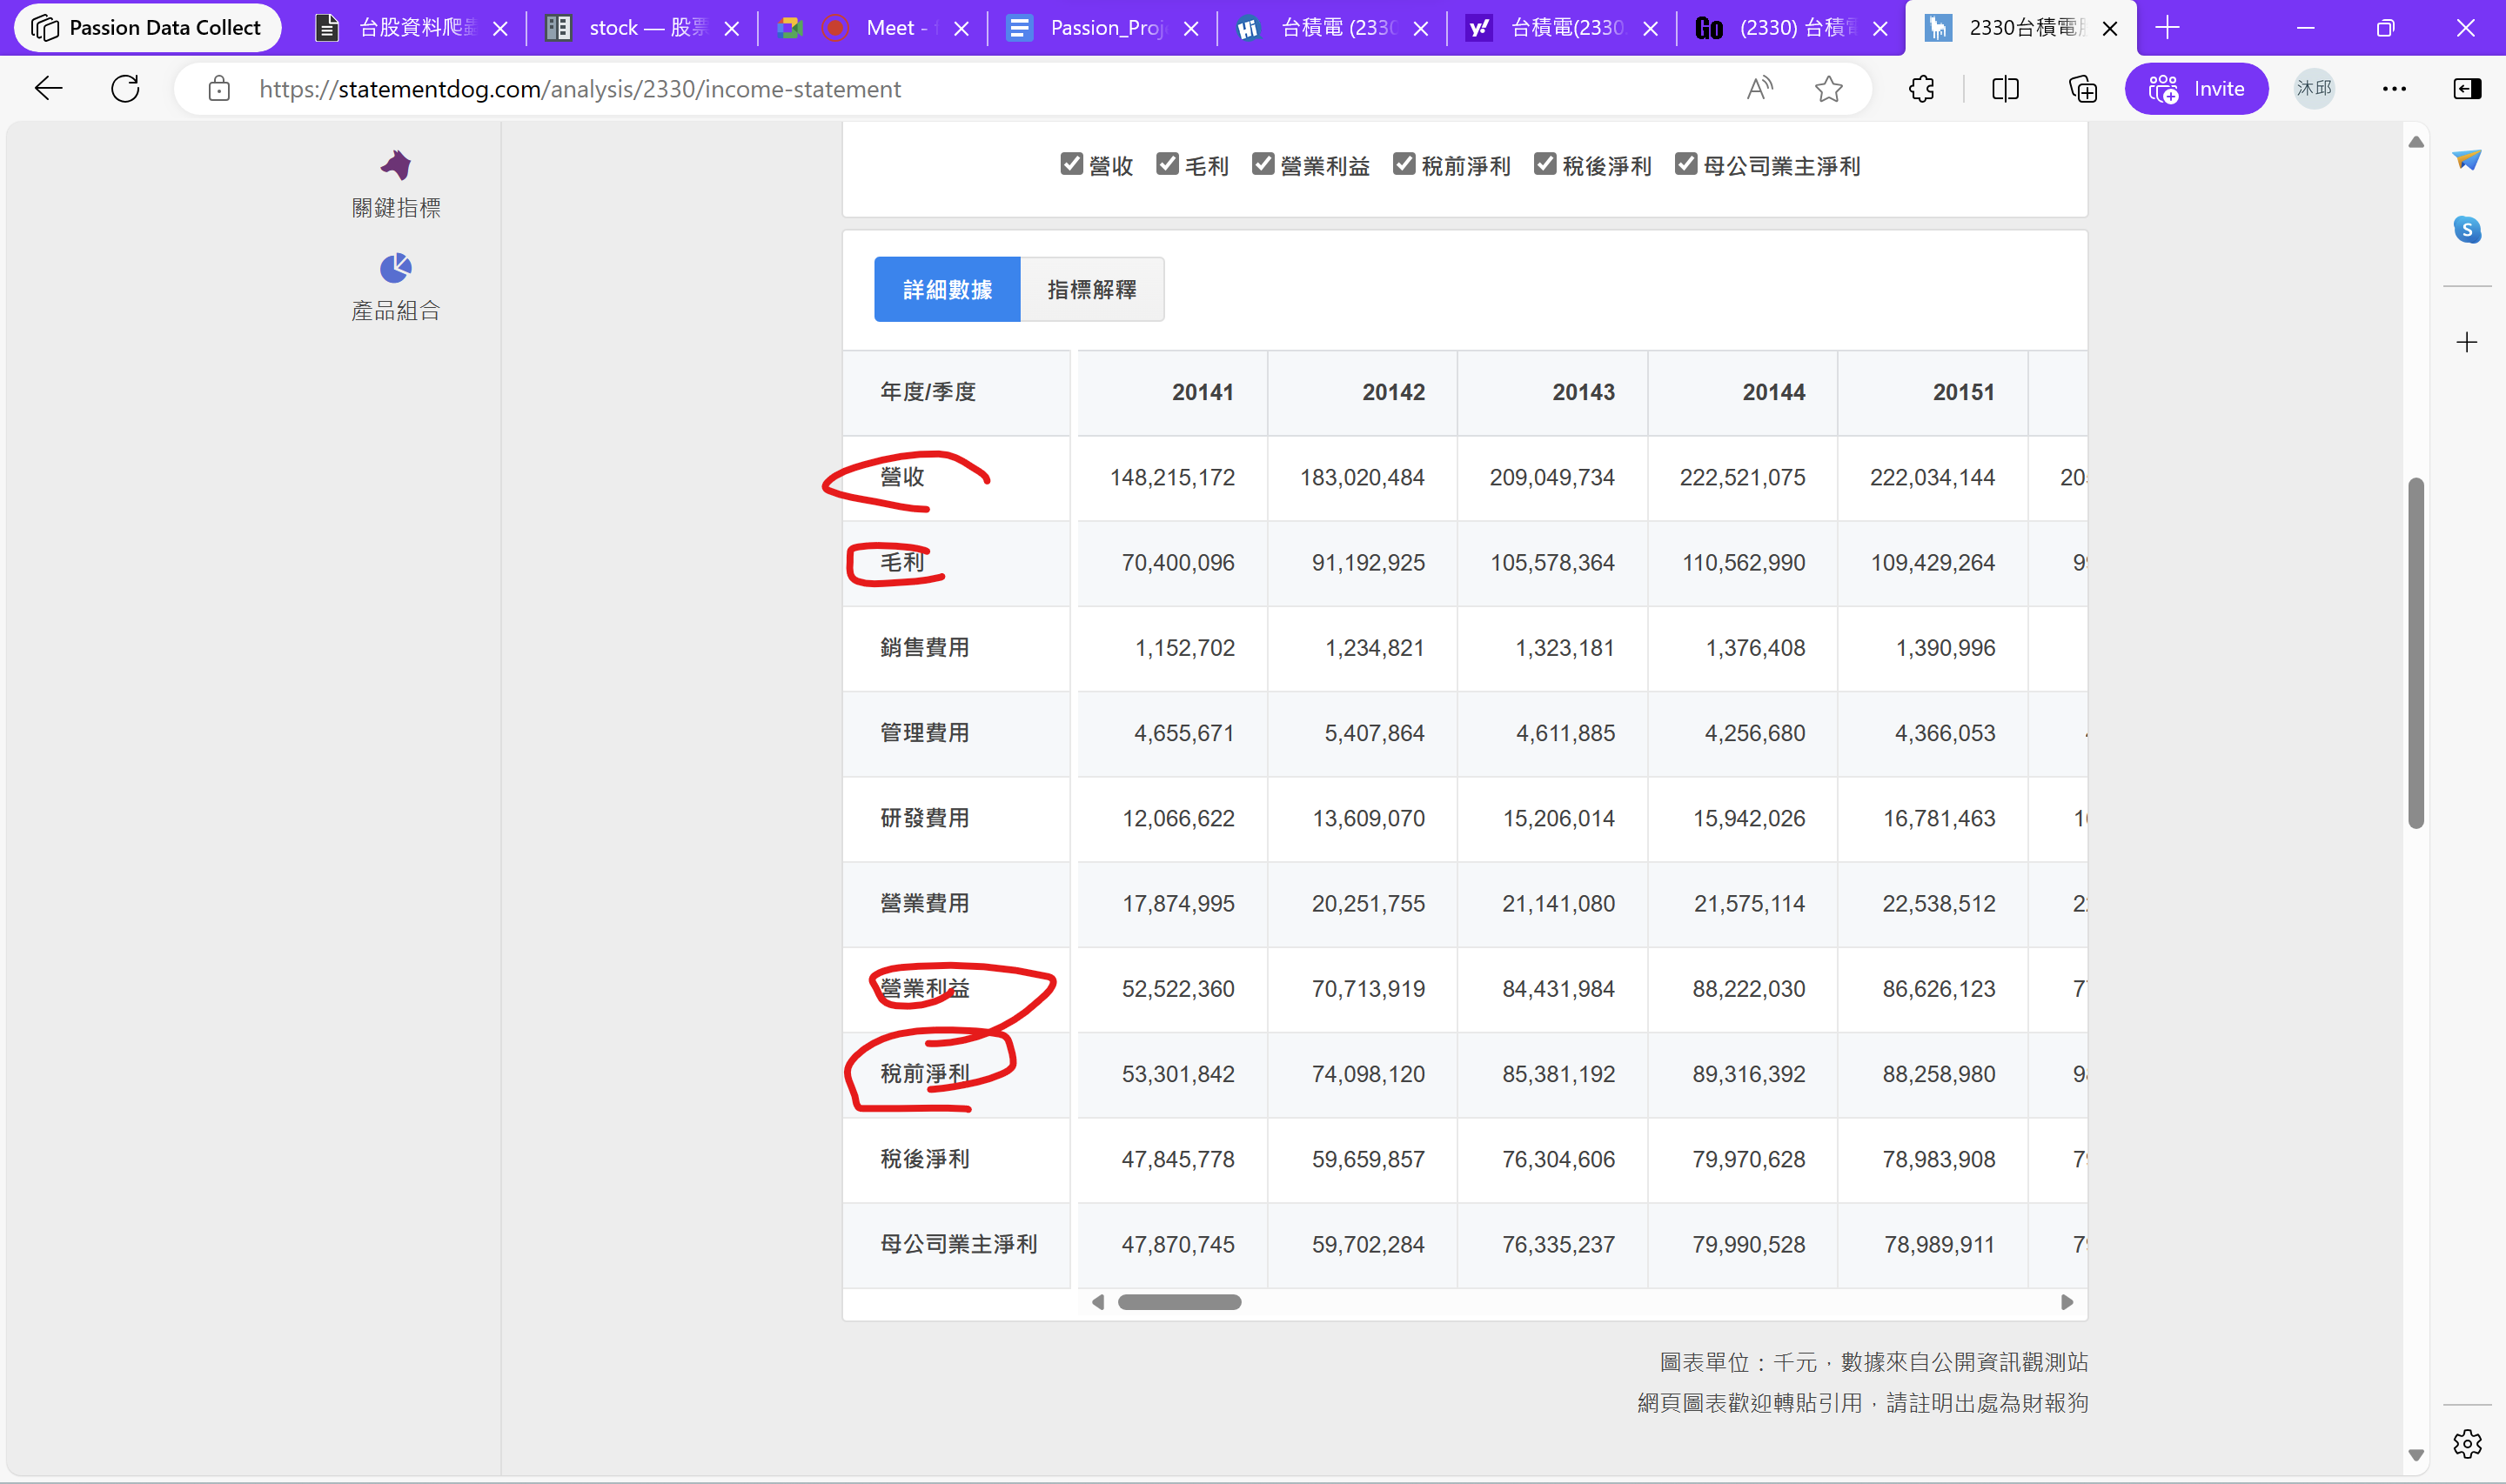 Passion Data Collect
台股資料爬蟲
stock — 股票
Meet -
Passion_Proj
台積電 (2330
台積電(2330
(2330) 台積電
2330台積電
https://statementdog.com/analysis/2330/income-statement
Invite
沐邱
關鍵指標
產品組合
營收 毛利 營業利益 稅前淨利 稅後淨利 母公司業主淨利
詳細數據 指標解釋
年度/季度 20141 20142 20143 20144 20151
營收 148,215,172 183,020,484 209,049,734 222,521,075 222,034,144 20
毛利 70,400,096 91,192,925 105,578,364 110,562,990 109,429,264 9
銷售費用 1,152,702 1,234,821 1,323,181 1,376,408 1,390,996
管理費用 4,655,671 5,407,864 4,611,885 4,256,680 4,366,053
研發費用 12,066,622 13,609,070 15,206,014 15,942,026 16,781,463 1
營業費用 17,874,995 20,251,755 21,141,080 21,575,114 22,538,512 2
營業利益 52,522,360 70,713,919 84,431,984 88,222,030 86,626,123 7
稅前淨利 53,301,842 74,098,120 85,381,192 89,316,392 88,258,980 9
稅後淨利 47,845,778 59,659,857 76,304,606 79,970,628 78,983,908 7
母公司業主淨利 47,870,745 59,702,284 76,335,237 79,990,528 78,989,911 7
圖表單位：千元，數據來自公開資訊觀測站
網頁圖表歡迎轉貼引用，請註明出處為財報狗